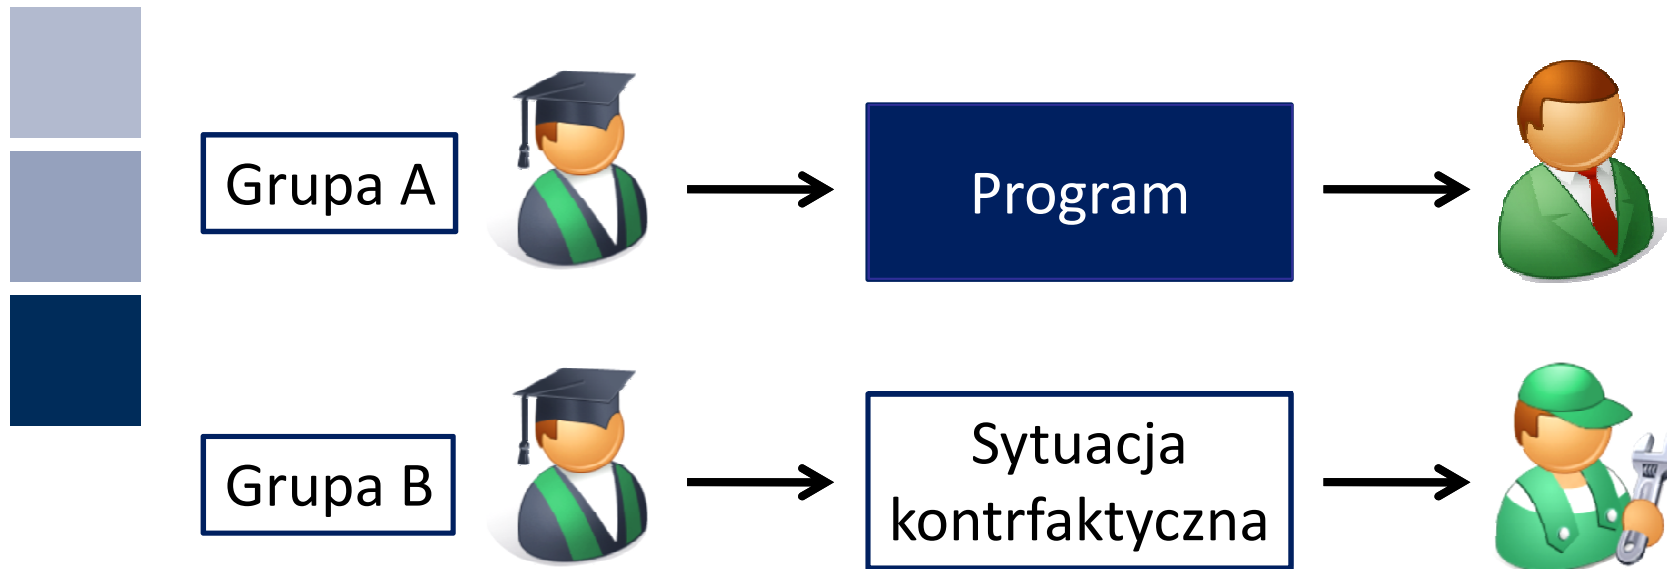 Grupa A
Program
Grupa B
Sytuacja
kontrfaktyczna